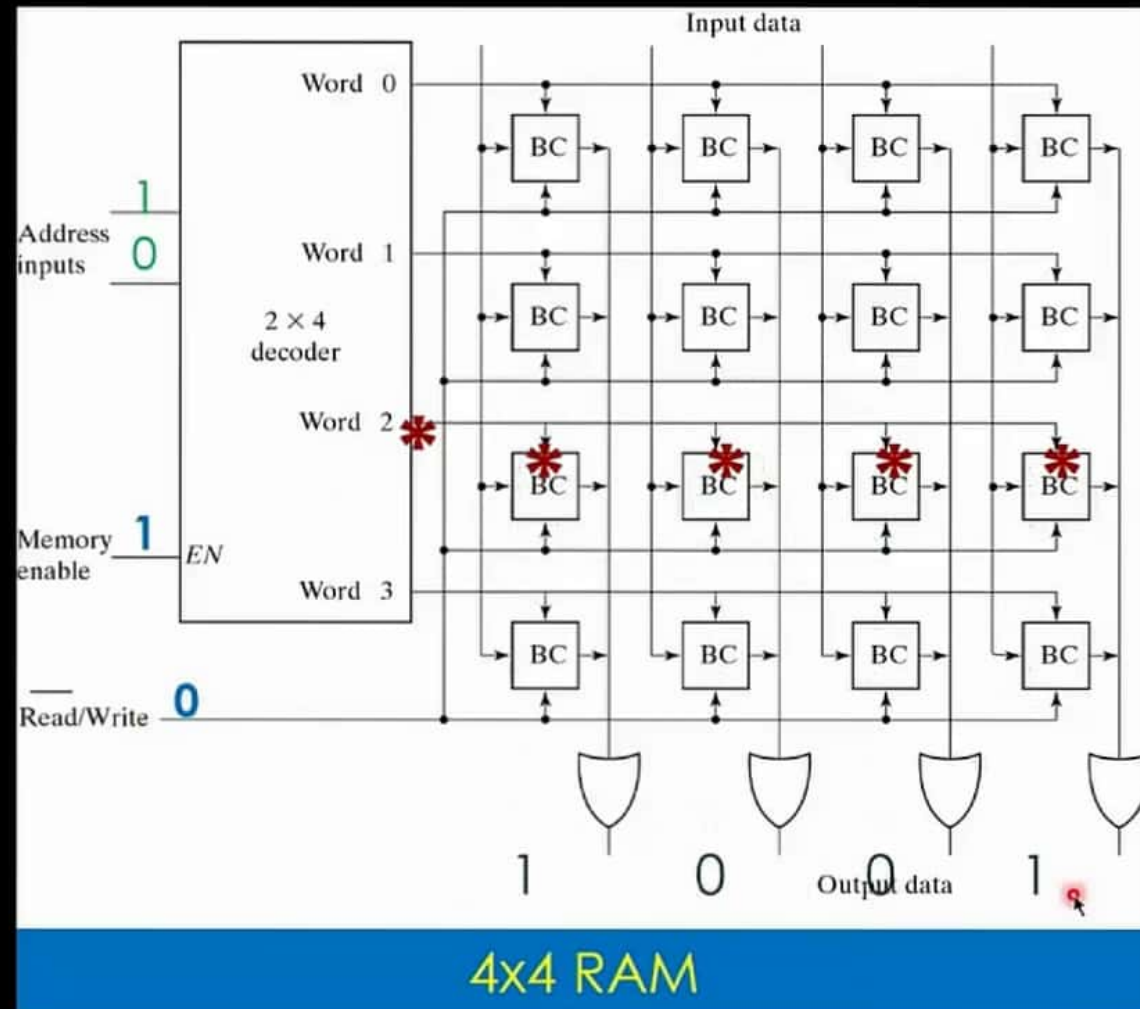 Input data
Word 0
BC BC BC BC
1
Address
inputs
0
Word 1
BC BC BC BC
2 × 4
decoder
Word 2
BC BC BC BC
Memory
enable
1
EN
Word 3
BC BC BC BC
Read/Write 0
1 0 0 1
Output data
4x4 RAM